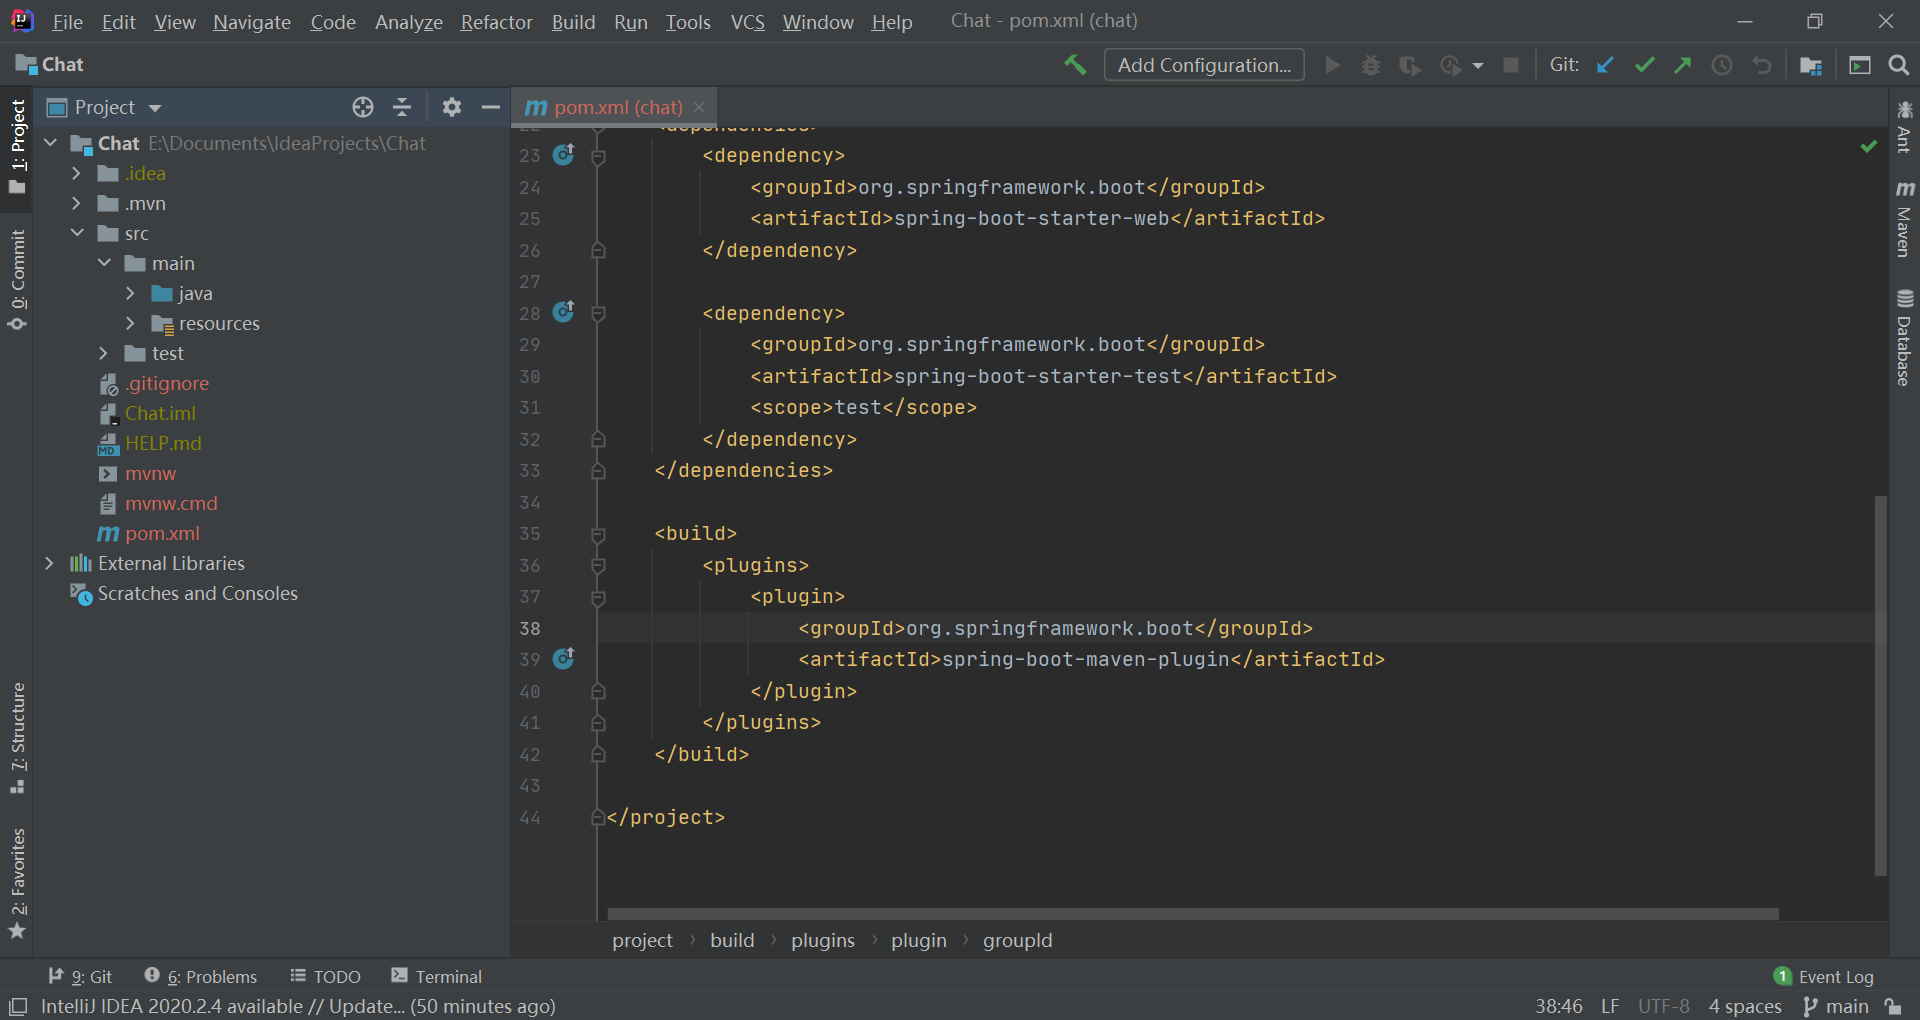 File Edit View Navigate Code Analyze Refactor Build Run Tools VCS Window Help Chat - pom.xml (chat)
Chat
Add Configuration...
Git:
1: Project
0: Commit
7: Structure
2: Favorites
Project
Chat E:\Documents\IdeaProjects\Chat
.idea
.mvn
src
main
java
resources
test
.gitignore
Chat.iml
HELP.md
mvnw
mvnw.cmd
pom.xml
External Libraries
Scratches and Consoles
pom.xml (chat)
22 <dependencies>
23 <dependency>
24 <groupId>org.springframework.boot</groupId>
25 <artifactId>spring-boot-starter-web</artifactId>
26 </dependency>
27
28 <dependency>
29 <groupId>org.springframework.boot</groupId>
30 <artifactId>spring-boot-starter-test</artifactId>
31 <scope>test</scope>
32 </dependency>
33 </dependencies>
34
35 <build>
36 <plugins>
37 <plugin>
38 <groupId>org.springframework.boot</groupId>
39 <artifactId>spring-boot-maven-plugin</artifactId>
40 </plugin>
41 </plugins>
42 </build>
43
44 </project>
project › build › plugins › plugin › groupId
Ant
Maven
Database
9: Git 6: Problems TODO Terminal
1 Event Log
IntelliJ IDEA 2020.2.4 available // Update... (50 minutes ago)
38:46 LF UTF-8 4 spaces main